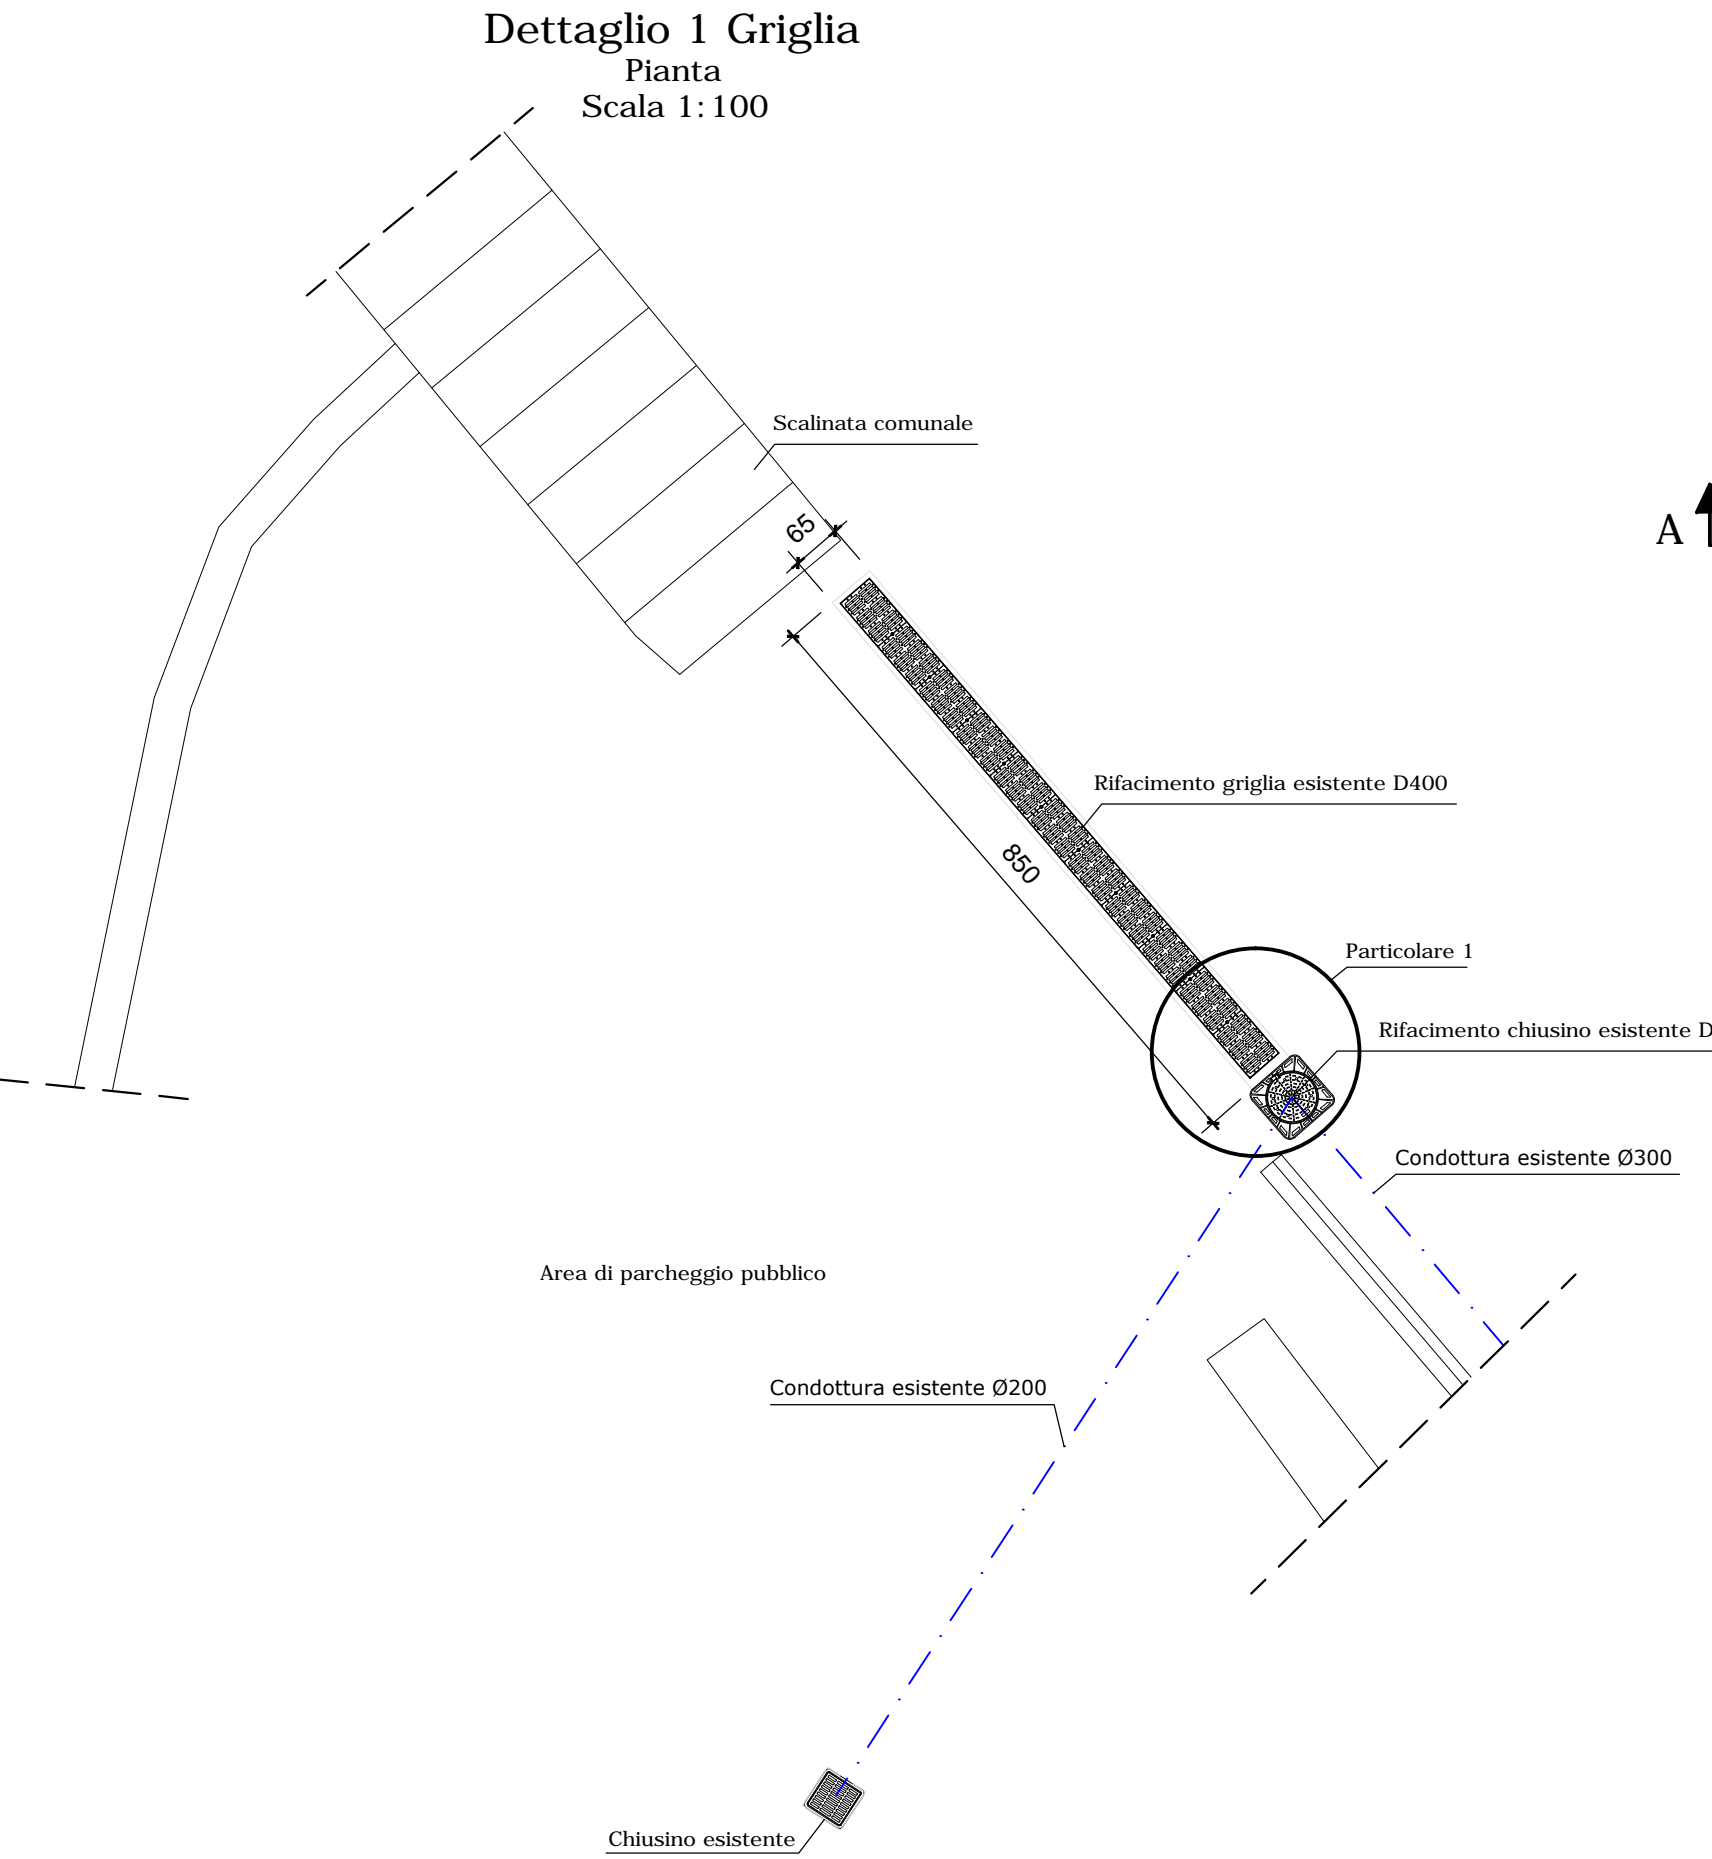 Dettaglio 1 Griglia
Pianta
Scala 1:100
Scalinata comunale
65
A
Rifacimento griglia esistente D400
850
Particolare 1
Rifacimento chiusino esistente D
Condottura esistente Ø300
Area di parcheggio pubblico
Condottura esistente Ø200
Chiusino esistente